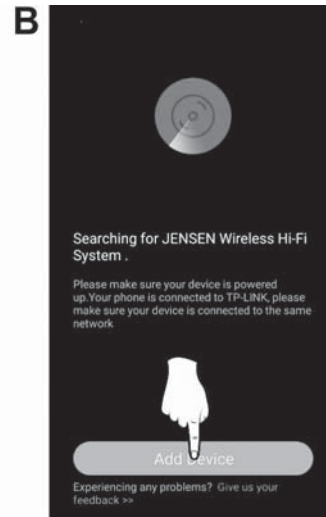 B
Searching for JENSEN Wireless Hi-Fi
System .
Please make sure your device is powered
up.Your phone is connected to TP-LINK, please
make sure your device is connected to the same
network
Add Device
Experiencing any problems? Give us your
feedback >>